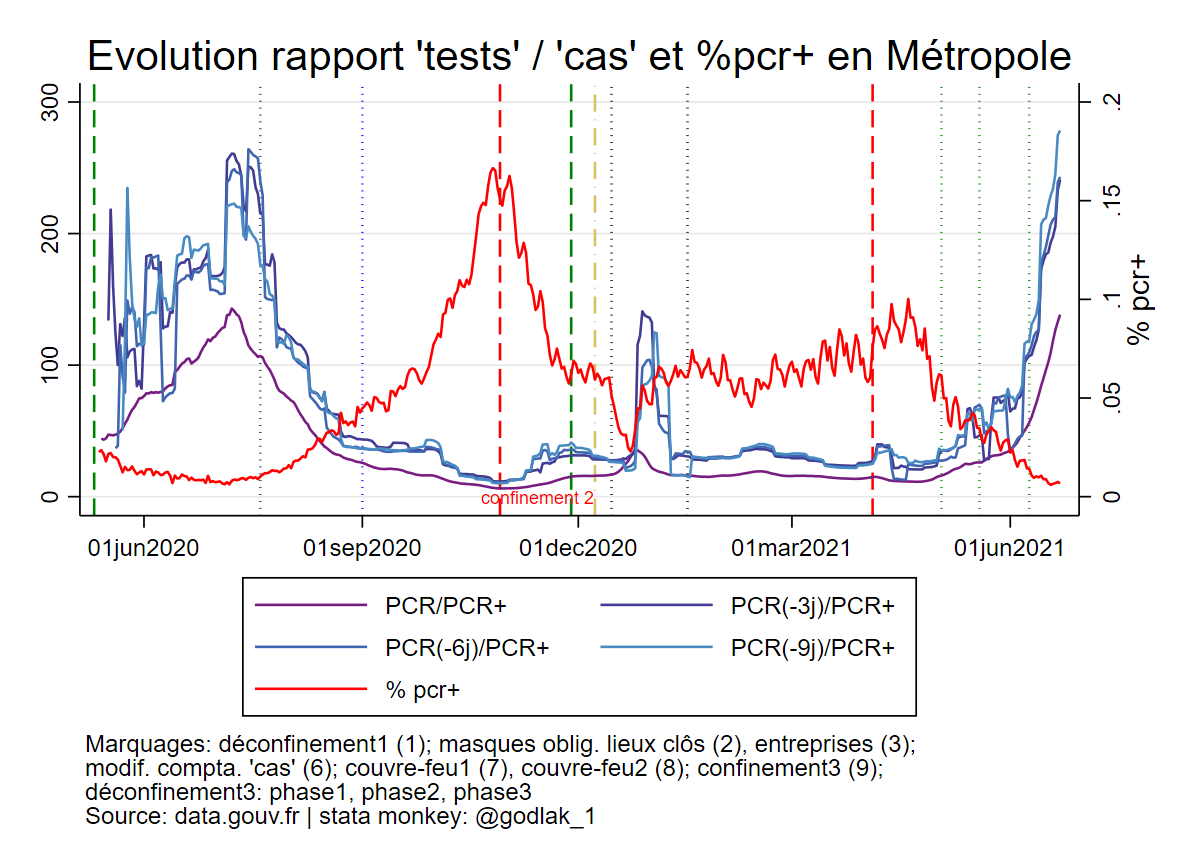 Evolution rapport 'tests' / 'cas' et %pcr+ en Métropole
300
200
100
0
.2
.15
.1
.05
0
% pcr+
confinement 2
01jun2020 01sep2020 01dec2020 01mar2021 01jun2021
PCR/PCR+ PCR(-3j)/PCR+
PCR(-6j)/PCR+ PCR(-9j)/PCR+
% pcr+
Marquages: déconfinement1 (1); masques oblig. lieux clôs (2), entreprises (3);
modif. compta. 'cas' (6); couvre-feu1 (7), couvre-feu2 (8); confinement3 (9);
déconfinement3: phase1, phase2, phase3
Source: data.gouv.fr | stata monkey: @godlak_1